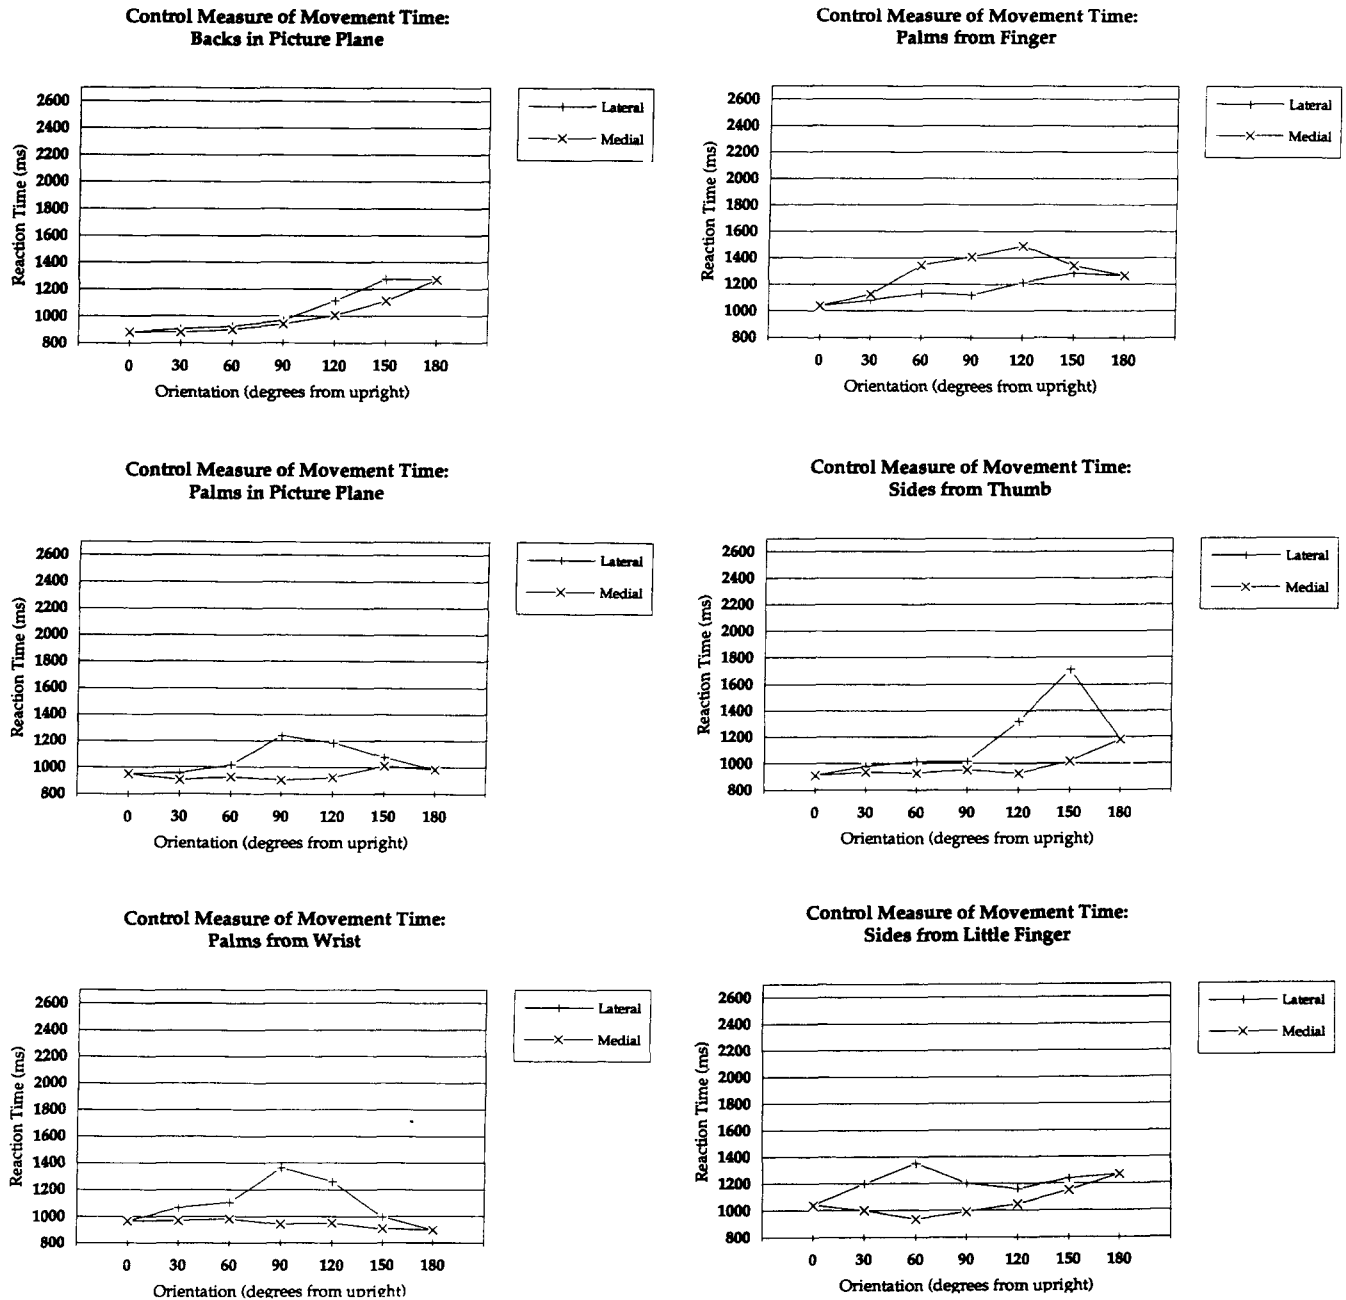 Control Measure of Movement Time:
Backs in Picture Plane
2600
2400
2200
2000
1800
1600
1400
1200
1000
800
Reaction Time (ms)
0 30 60 90 120 150 180
Orientation (degrees from upright)
Lateral
Medial
Control Measure of Movement Time:
Palms from Finger
2600
2400
2200
2000
1800
1600
1400
1200
1000
800
Reaction Time (ms)
0 30 60 90 120 150 180
Orientation (degrees from upright)
Lateral
Medial
Control Measure of Movement Time:
Palms in Picture Plane
2600
2400
2200
2000
1800
1600
1400
1200
1000
800
Reaction Time (ms)
0 30 60 90 120 150 180
Orientation (degrees from upright)
Lateral
Medial
Control Measure of Movement Time:
Sides from Thumb
2600
2400
2200
2000
1800
1600
1400
1200
1000
800
Reaction Time (ms)
0 30 60 90 120 150 180
Orientation (degrees from upright)
Lateral
Medial
Control Measure of Movement Time:
Palms from Wrist
2600
2400
2200
2000
1800
1600
1400
1200
1000
800
Reaction Time (ms)
0 30 60 90 120 150 180
Orientation (degrees from upright)
Lateral
Medial
Control Measure of Movement Time:
Sides from Little Finger
2600
2400
2200
2000
1800
1600
1400
1200
1000
800
Reaction Time (ms)
0 30 60 90 120 150 180
Orientation (degrees from upright)
Lateral
Medial